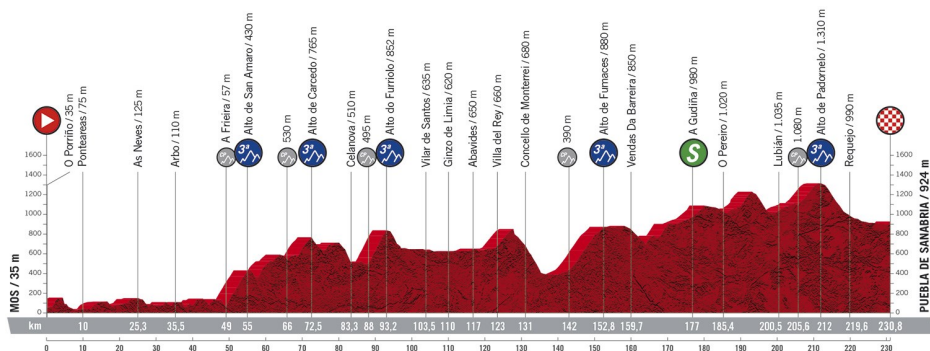 O Porriño / 35 m
Ponteareas / 75 m
As Neves / 125 m
Arbo / 110 m
A Frieira / 57 m
Alto de San Amaro / 430 m
530 m
Alto de Carcedo / 765 m
Celanova / 510 m
495 m
Alto do Furriolo / 852 m
Vilar de Santos / 635 m
Ginzo de Limia / 620 m
Abavides / 650 m
Villa del Rey / 660 m
Concello de Monterrei / 680 m
390 m
Alto de Fumaces / 880 m
Vendas Da Barreira / 850 m
A Gudiña / 980 m
O Pereiro / 1.020 m
Lubián / 1.035 m
1.080 m
Alto de Padornelo / 1.310 m
Requejo / 990 m
3ª 3ª 3ª 3ª S 3ª
1600 1600
1400 1400
1200 1200
1000 1000
800 800
600 600
400 400
200 200
0 0
MOS / 35 m
PUEBLA DE SANABRIA / 924 m
km 10 25,3 35,5 49 55 66 72,5 83,3 88 93,2 103,5 110 117 123 131 142 152,8 159,7 177 185,4 200,5 205,6 212 219,6 230,8
0 10 20 30 40 50 60 70 80 90 100 110 120 130 140 150 160 170 180 190 200 210 220 230